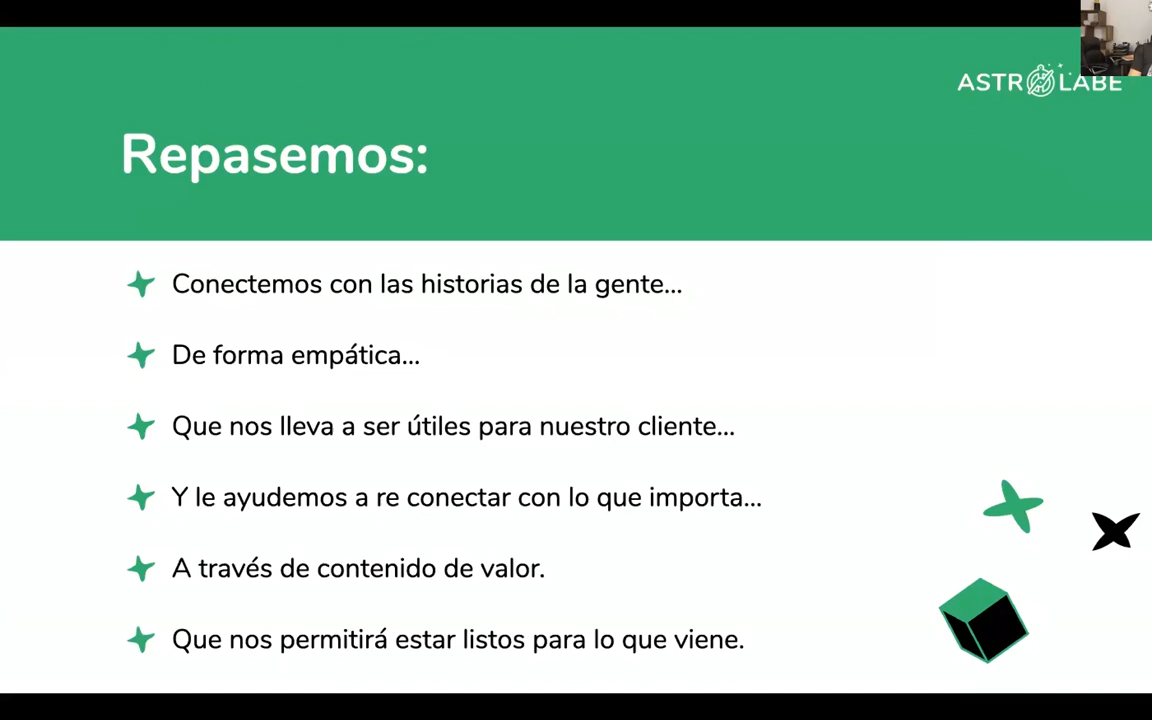 ASTROLABE
Repasemos:
Conectemos con las historias de la gente...
De forma empática...
Que nos lleva a ser útiles para nuestro cliente...
Y le ayudemos a re conectar con lo que importa...
A través de contenido de valor.
Que nos permitirá estar listos para lo que viene.